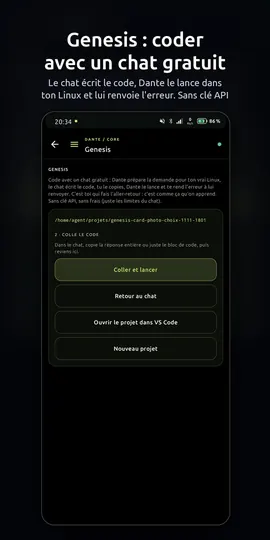 Genesis : coder
avec un chat gratuit
Le chat écrit le code, Dante le lance dans
ton Linux et lui renvoie l'erreur. Sans clé API
20:34
86 %
DANTE / CORE
Genesis
GENESIS
Code avec un chat gratuit : Dante prépare la demande pour ton vrai Linux,
le chat écrit le code, tu le copies, Dante le lance et te rend l'erreur à lui
renvoyer. C'est toi qui fais l'aller-retour : c'est comme ça qu'on apprend
Sans clé API, sans frais (juste les limites du chat).
/home/agent/projets/genesis-card-photo-choix-1111-1801
2 · COLLE LE CODE
Dans le chat, copie la réponse entière ou juste le bloc de code, puis
reviens ici.
Coller et lancer
Retour au chat
Ouvrir le projet dans VS Code
Nouveau projet